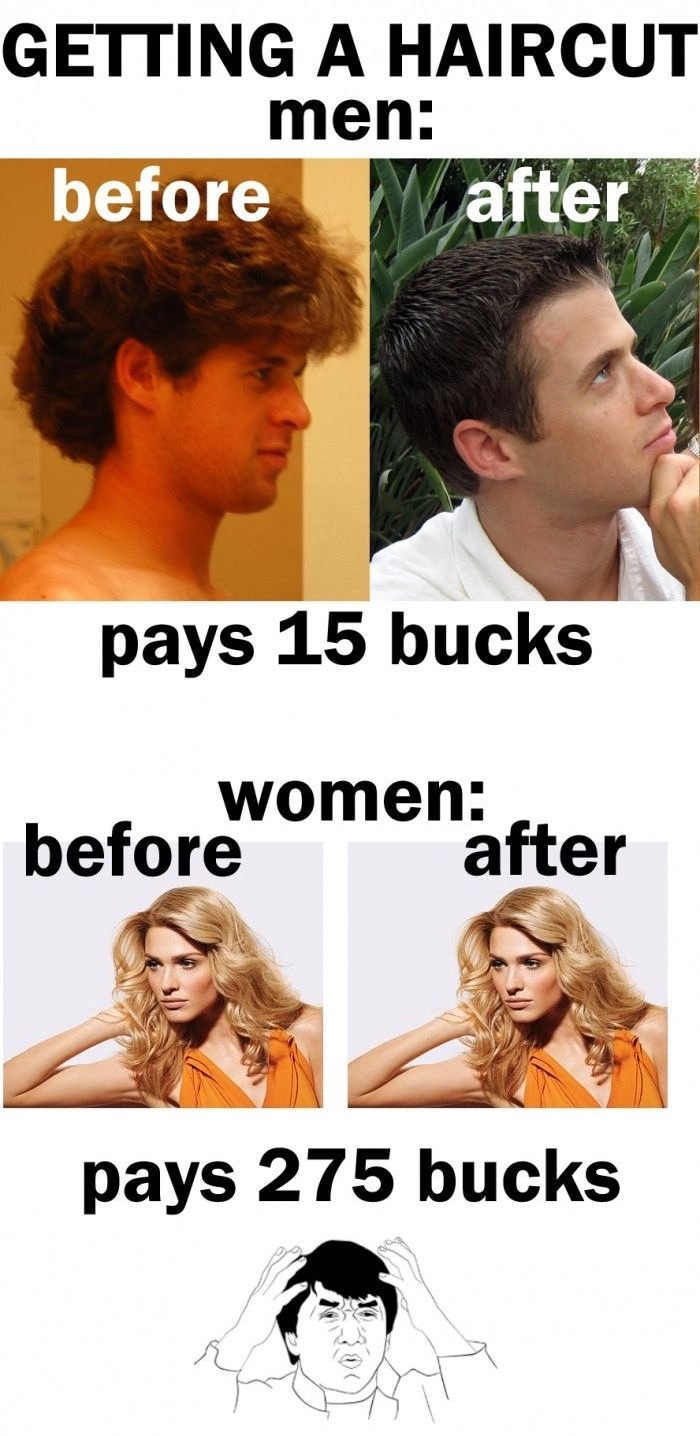 GETTING A HAIRCUT
men:
before after
pays 15 bucks
women:
before after
pays 275 bucks